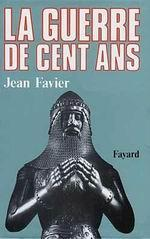 LA GUERRE
DE CENT ANS
Jean Favier
Fayard